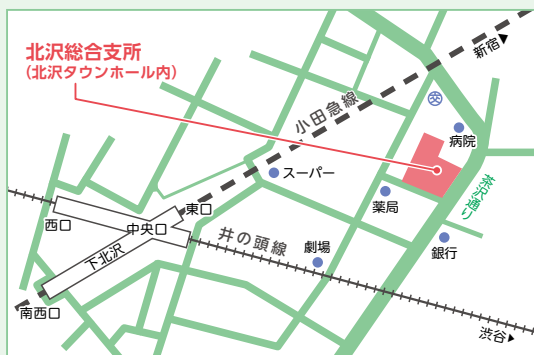 北沢総合支所
(北沢タウンホール内)
新宿
小田急線
病院
スーパー
茶沢通り
薬局
東口
西口
中央口
井の頭線
劇場
銀行
下北沢
南西口
渋谷